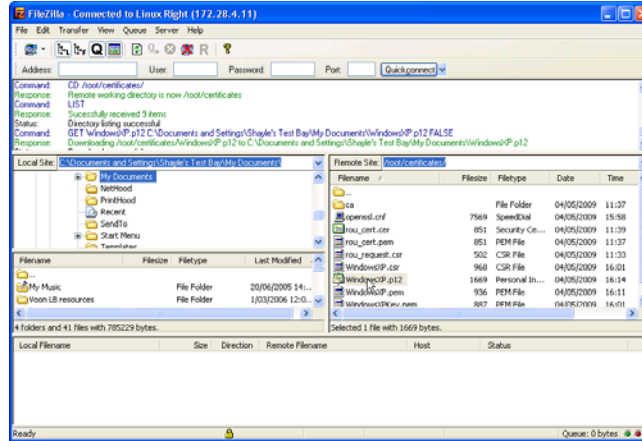 FileZilla - Connected to Linux Right (172.28.4.11)
File Edit Transfer View Queue Server Help
Address: User: Password: Port: Quickconnect
Command: CD /root/certificates/
Response: Remote working directory is now /root/certificates
Command: LIST
Response: Sucessfully received 9 items
Status: Directory listing successful
Command: GET WindowsXP.p12 C:\Documents and Settings\Shayle's Test Bay\My Documents\WindowsXP.p12 FALSE
Response: Downloading /root/certificates/WindowsXP.p12 to C:\Documents and Settings\Shayle's Test Bay\My Documents\WindowsXP.p12
Local Site: C:\Documents and Settings\Shayle's Test Bay\My Documents\
My Documents
NetHood
PrintHood
Recent
SendTo
Start Menu
Templates
Filename Filesize Filetype Last Modified
..
My Music File Folder 20/06/2005 14:...
Voon LB resources File Folder 1/03/2006 12:0...
4 folders and 41 files with 785229 bytes.
Remote Site: /root/certificates/
Filename / Filesize Filetype Date Time
..
ca File Folder 04/05/2009 11:37
openssl.cnf 7569 SpeedDial 04/05/2009 15:58
rou_cert.cer 851 Security Ce... 04/05/2009 11:39
rou_cert.pem 851 PEM File 04/05/2009 11:37
rou_request.csr 502 CSR File 04/05/2009 11:33
WindowsXP.csr 968 CSR File 04/05/2009 16:01
WindowsXP.p12 1669 Personal In... 04/05/2009 16:14
WindowsXP.pem 936 PEM File 04/05/2009 16:11
WindowsXPKey.pem 887 PEM File 04/05/2009 16:01
Selected 1 file with 1669 bytes.
Local Filename Size Direction Remote Filename Host Status
Ready Queue: 0 bytes